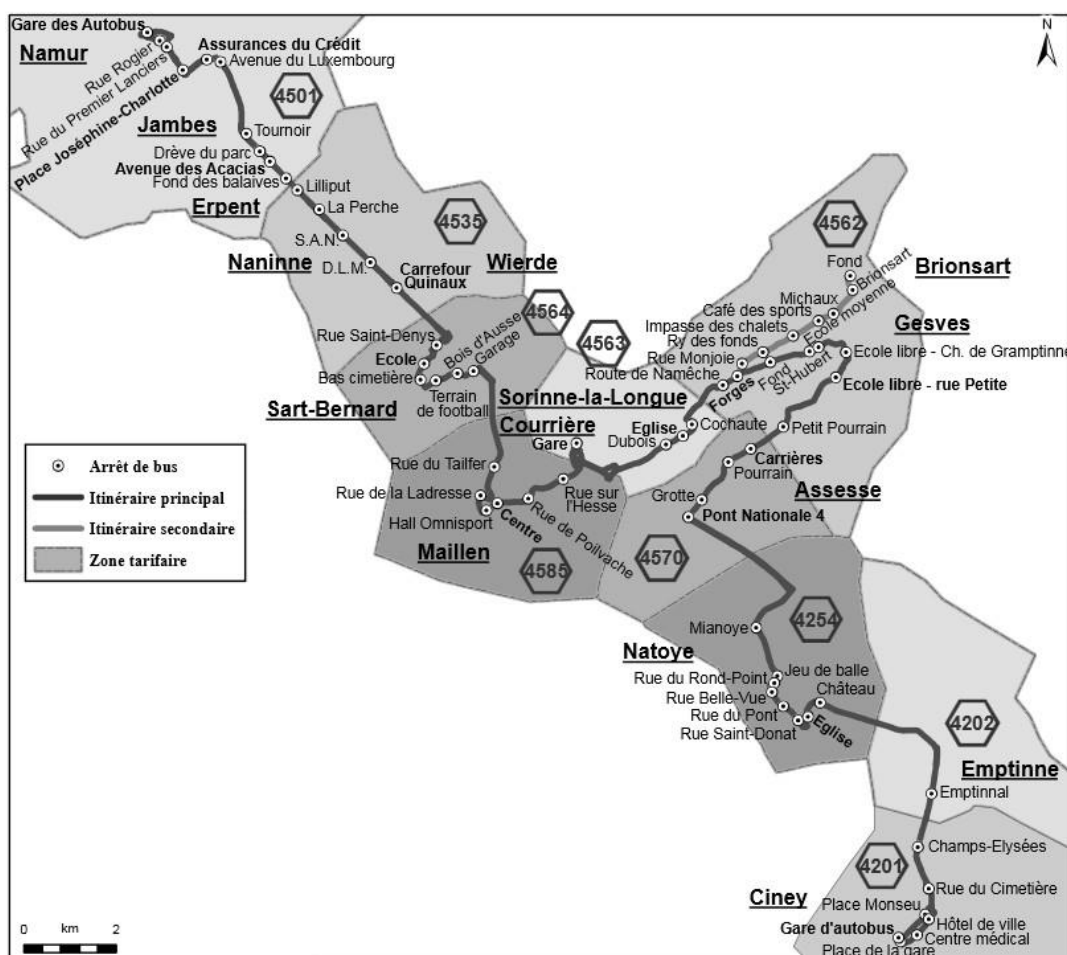 N
Gare des Autobus
Namur
Rue Rogier
Rue du Premier Lanciers
Place Joséphine-Charlotte
Assurances du Crédit
Avenue du Luxembourg
4501
Jambes
Tournoir
Drève du parc
Avenue des Acacias
Fond des balaives
Erpent
Lilliput
La Perche
4535
S.A.N.
Naninne
D.L.M.
Wierde
Carrefour
Quinaux
4562
Fond
Brionsart
Brionsart
Michaux
Café des sports
Ecole moyenne
Gesves
Impasse des chalets
Ry des fonds
Rue Monjoie
Route de Namêche
Forges
Fond
St-Hubert
Ecole libre - Ch. de Gramptinne
Ecole libre - rue Petite
4564
4563
Rue Saint-Denys
Bois d'Ausse
Garage
Ecole
Bas cimetière
Terrain
de football
Sart-Bernard
Sorinne-la-Longue
Courrière
Gare
Eglise
Dubois
Cochaute
Petit Pourrain
Carrières
Pourrain
Assesse
Grotte
Pont Nationale 4
4570
Rue du Tailfer
Rue de la Ladresse
Hall Omnisport
Centre
Rue de Poilvache
Rue sur
l'Hesse
Maillen
4585
Arrêt de bus
Itinéraire principal
Itinéraire secondaire
Zone tarifaire
4254
Mianoye
Natoye
Jeu de balle
Rue du Rond-Point
Château
Rue Belle-Vue
Rue du Pont
Rue Saint-Donat
Eglise
4202
Emptinne
Emptinnal
Champs-Elysées
4201
Rue du Cimetière
Ciney
Place Monseu
Hôtel de ville
Gare d'autobus
Centre médical
Place de la gare
0 km 2